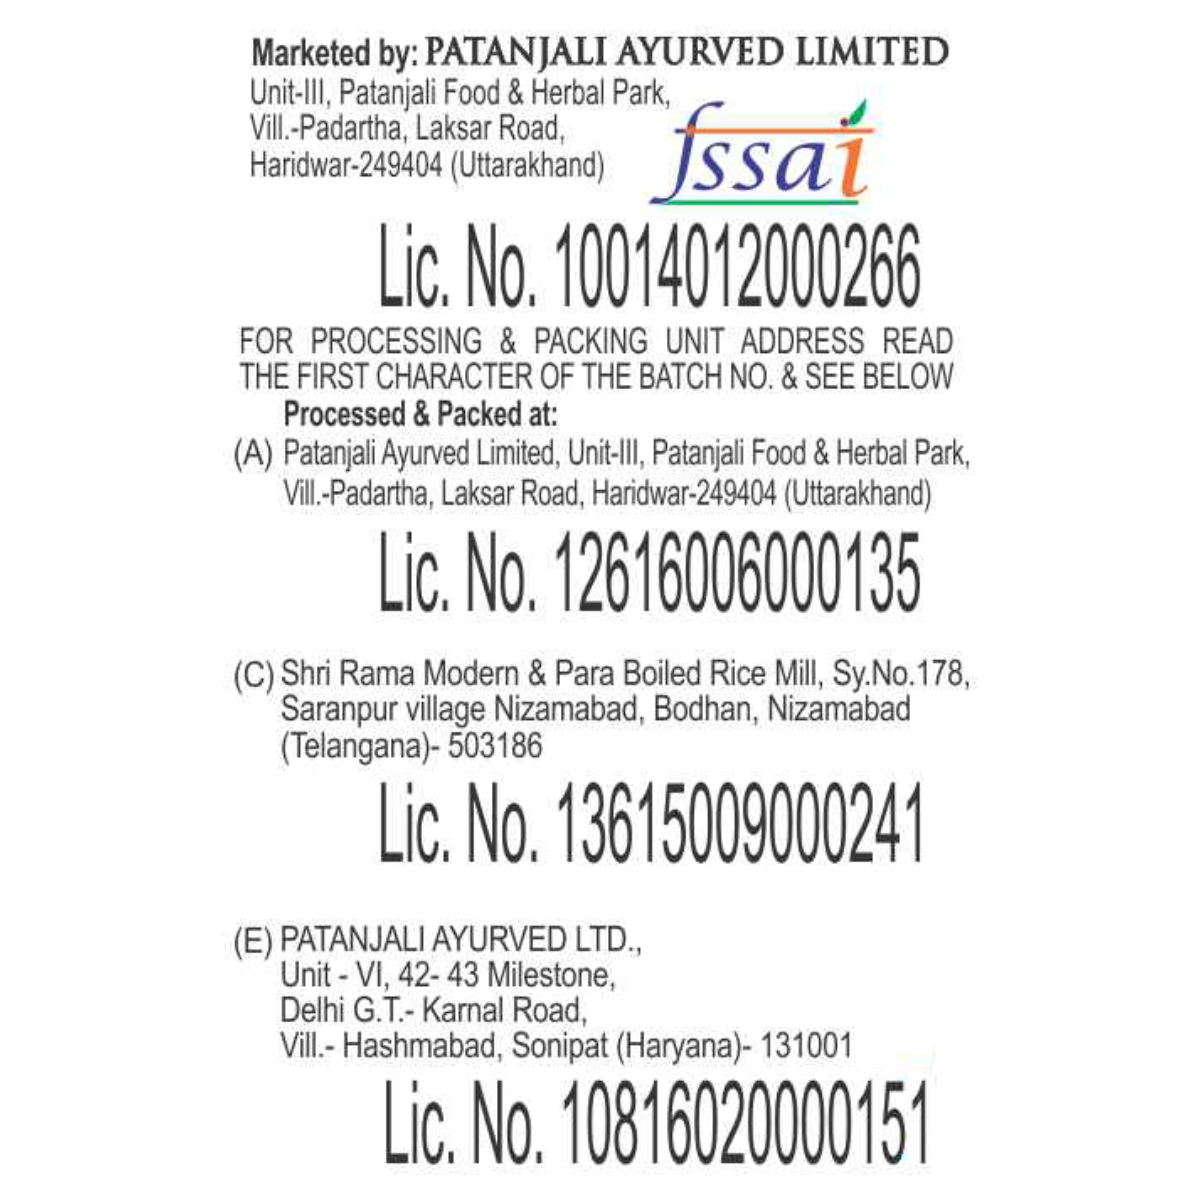 Marketed by: PATANJALI AYURVED LIMITED
Unit-III, Patanjali Food & Herbal Park,
Vill.-Padartha, Laksar Road,
Haridwar-249404 (Uttarakhand)
fssai
Lic. No. 10014012000266
FOR PROCESSING & PACKING UNIT ADDRESS READ
THE FIRST CHARACTER OF THE BATCH NO. & SEE BELOW
Processed & Packed at:
(A) Patanjali Ayurved Limited, Unit-III, Patanjali Food & Herbal Park,
Vill.-Padartha, Laksar Road, Haridwar-249404 (Uttarakhand)
Lic. No. 12616006000135
(C) Shri Rama Modern & Para Boiled Rice Mill, Sy.No.178,
Saranpur village Nizamabad, Bodhan, Nizamabad
(Telangana)- 503186
Lic. No. 13615009000241
(E) PATANJALI AYURVED LTD.,
Unit - VI, 42- 43 Milestone,
Delhi G.T.- Karnal Road,
Vill.- Hashmabad, Sonipat (Haryana)- 131001
Lic. No. 10816020000151